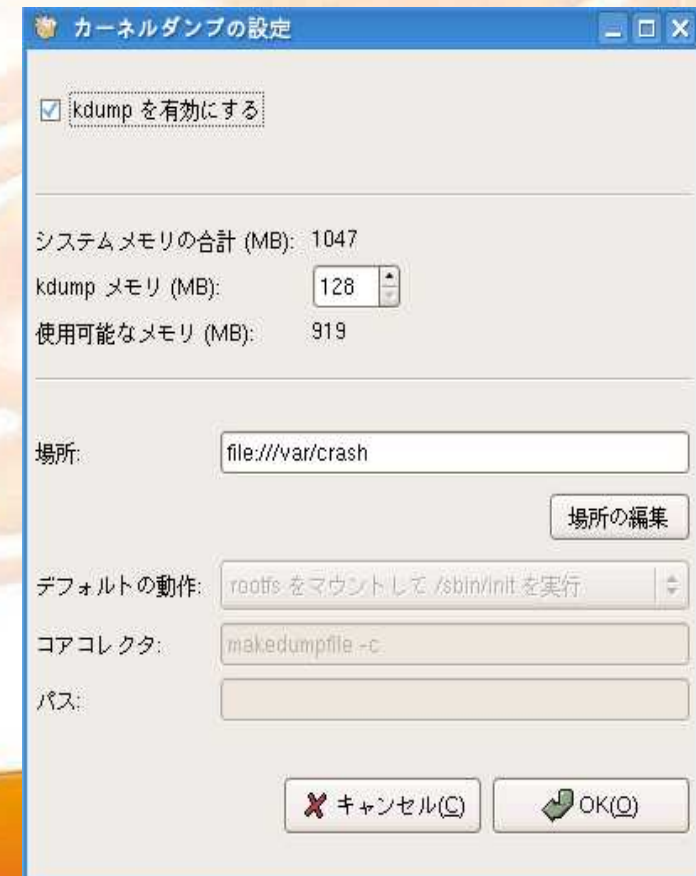 カーネルダンプの設定
kdump を有効にする
システムメモリの合計 (MB): 1047
kdump メモリ (MB): 128
使用可能なメモリ (MB): 919
場所: file:///var/crash
場所の編集
デフォルトの動作: rootfs をマウントして /sbin/init を実行
コアコレクタ: makedumpfile -c
パス:
キャンセル(C) OK(O)